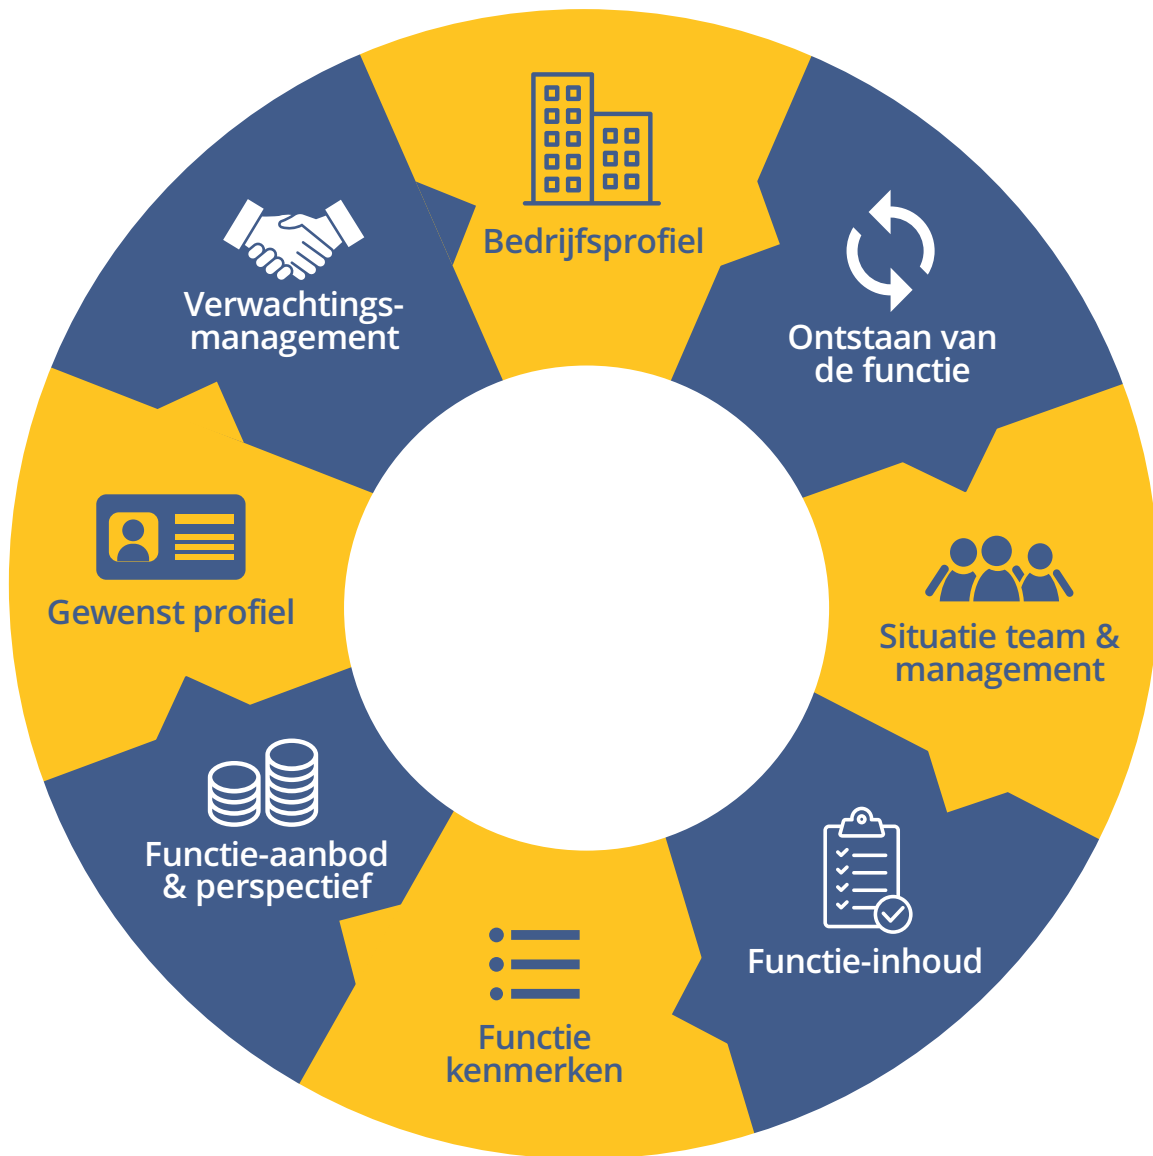 Bedrijfsprofiel
Ontstaan van
de functie
Situatie team &
management
Functie-inhoud
Functie
kenmerken
Functie-aanbod
& perspectief
Gewenst profiel
Verwachtings-
management